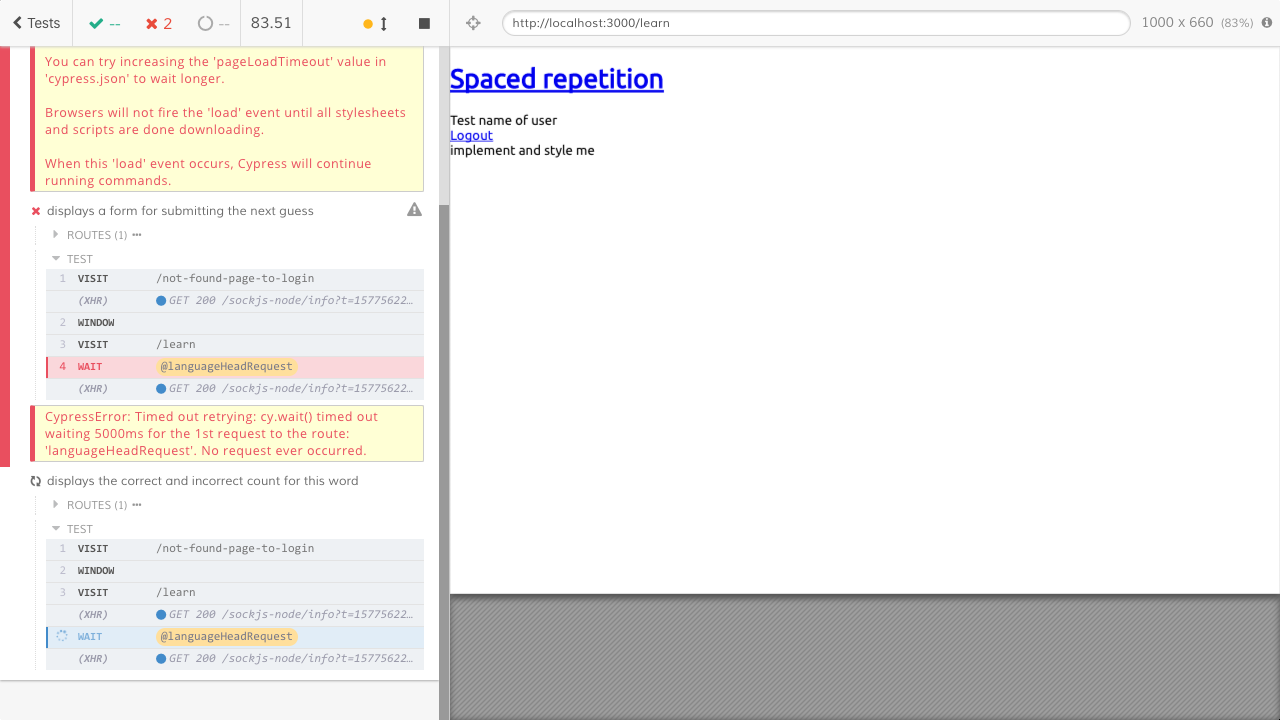 Tests
--
2
--
83.51
http://localhost:3000/learn
1000 x 660 (83%)
You can try increasing the 'pageLoadTimeout' value in
'cypress.json' to wait longer.
Browsers will not fire the 'load' event until all stylesheets
and scripts are done downloading.
When this 'load' event occurs, Cypress will continue
running commands.
displays a form for submitting the next guess
ROUTES (1)
TEST
1 VISIT /not-found-page-to-login
(XHR) GET 200 /sockjs-node/info?t=15775622…
2 WINDOW
3 VISIT /learn
4 WAIT @languageHeadRequest
(XHR) GET 200 /sockjs-node/info?t=15775622…
CypressError: Timed out retrying: cy.wait() timed out
waiting 5000ms for the 1st request to the route:
'languageHeadRequest'. No request ever occurred.
displays the correct and incorrect count for this word
ROUTES (1)
TEST
1 VISIT /not-found-page-to-login
2 WINDOW
3 VISIT /learn
(XHR) GET 200 /sockjs-node/info?t=15775622…
WAIT @languageHeadRequest
(XHR) GET 200 /sockjs-node/info?t=15775622…
Spaced repetition
Test name of user
Logout
implement and style me